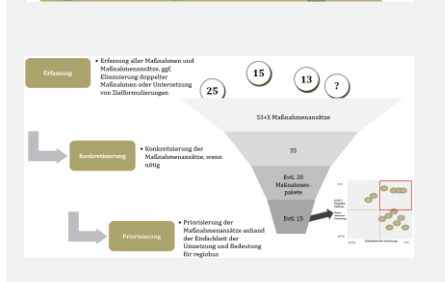 Erfassung
• Erfassung aller Maßnahmen und
Maßnahmenansätze, ggf.
Eliminierung doppelter
Maßnahmen oder Untersetzung
von Zielformulierungen
25
15
13
?
53+X Maßnahmenansätze
35
Evtl. 20
Maßnahmen-
pakete
Evtl. 15
Konkretisierung
• Konkretisierung der
Maßnahmenansätze, wenn
nötig
Priorisierung
• Priorisierung der
Maßnahmenansätze anhand
der Einfachheit der
Umsetzung und Bedeutung
für regiobus